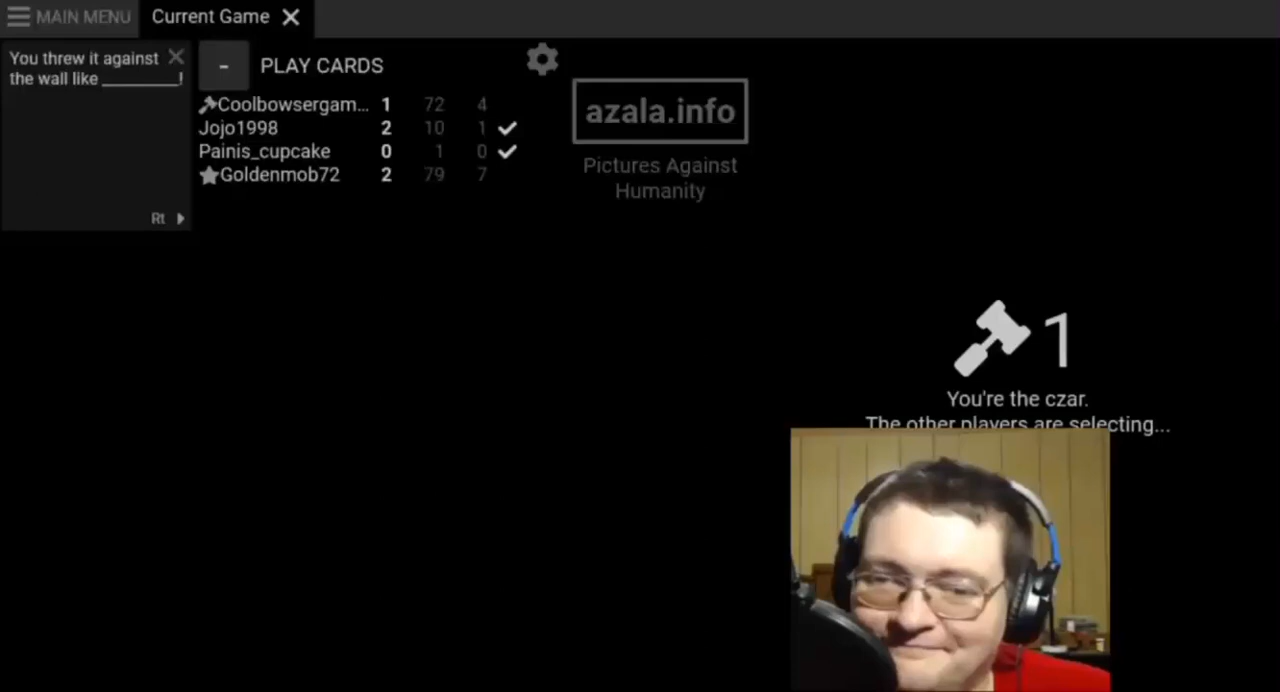 MAIN MENU
Current Game
You threw it against
the wall like ________!
Rt
-
PLAY CARDS
Coolbowsergam... 1 72 4
Jojo1998 2 10 1
Painis_cupcake 0 1 0
Goldenmob72 2 79 7
azala.info
Pictures Against
Humanity
1
You're the czar.
The other players are selecting...